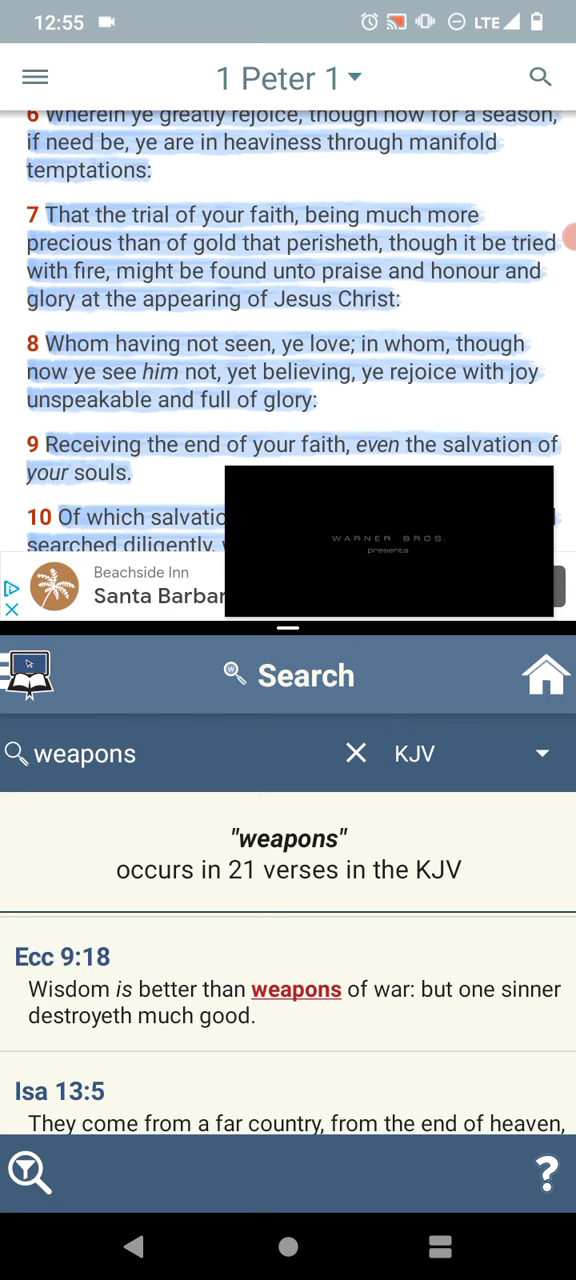 12:55 LTE
1 Peter 1
6 Wherein ye greatly rejoice, though now for a season,
if need be, ye are in heaviness through manifold
temptations:
7 That the trial of your faith, being much more
precious than of gold that perisheth, though it be tried
with fire, might be found unto praise and honour and
glory at the appearing of Jesus Christ:
8 Whom having not seen, ye love; in whom, though
now ye see him not, yet believing, ye rejoice with joy
unspeakable and full of glory:
9 Receiving the end of your faith, even the salvation of
your souls.
10 Of which salvatio
searched diligently,
WARNER BROS.
presents
Beachside Inn
Santa Barbar
Search
weapons KJV
"weapons"
occurs in 21 verses in the KJV
Ecc 9:18
Wisdom is better than weapons of war: but one sinner
destroyeth much good.
Isa 13:5
They come from a far country, from the end of heaven,